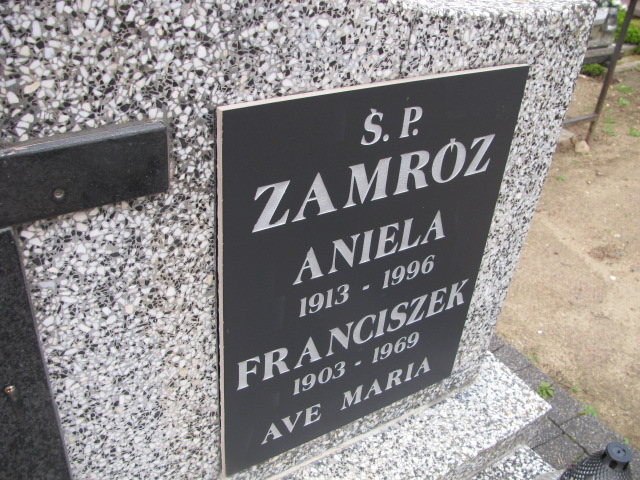 Ś. P.
ZAMRÓZ
ANIELA
1913 - 1996
FRANCISZEK
1903 - 1969
AVE MARIA